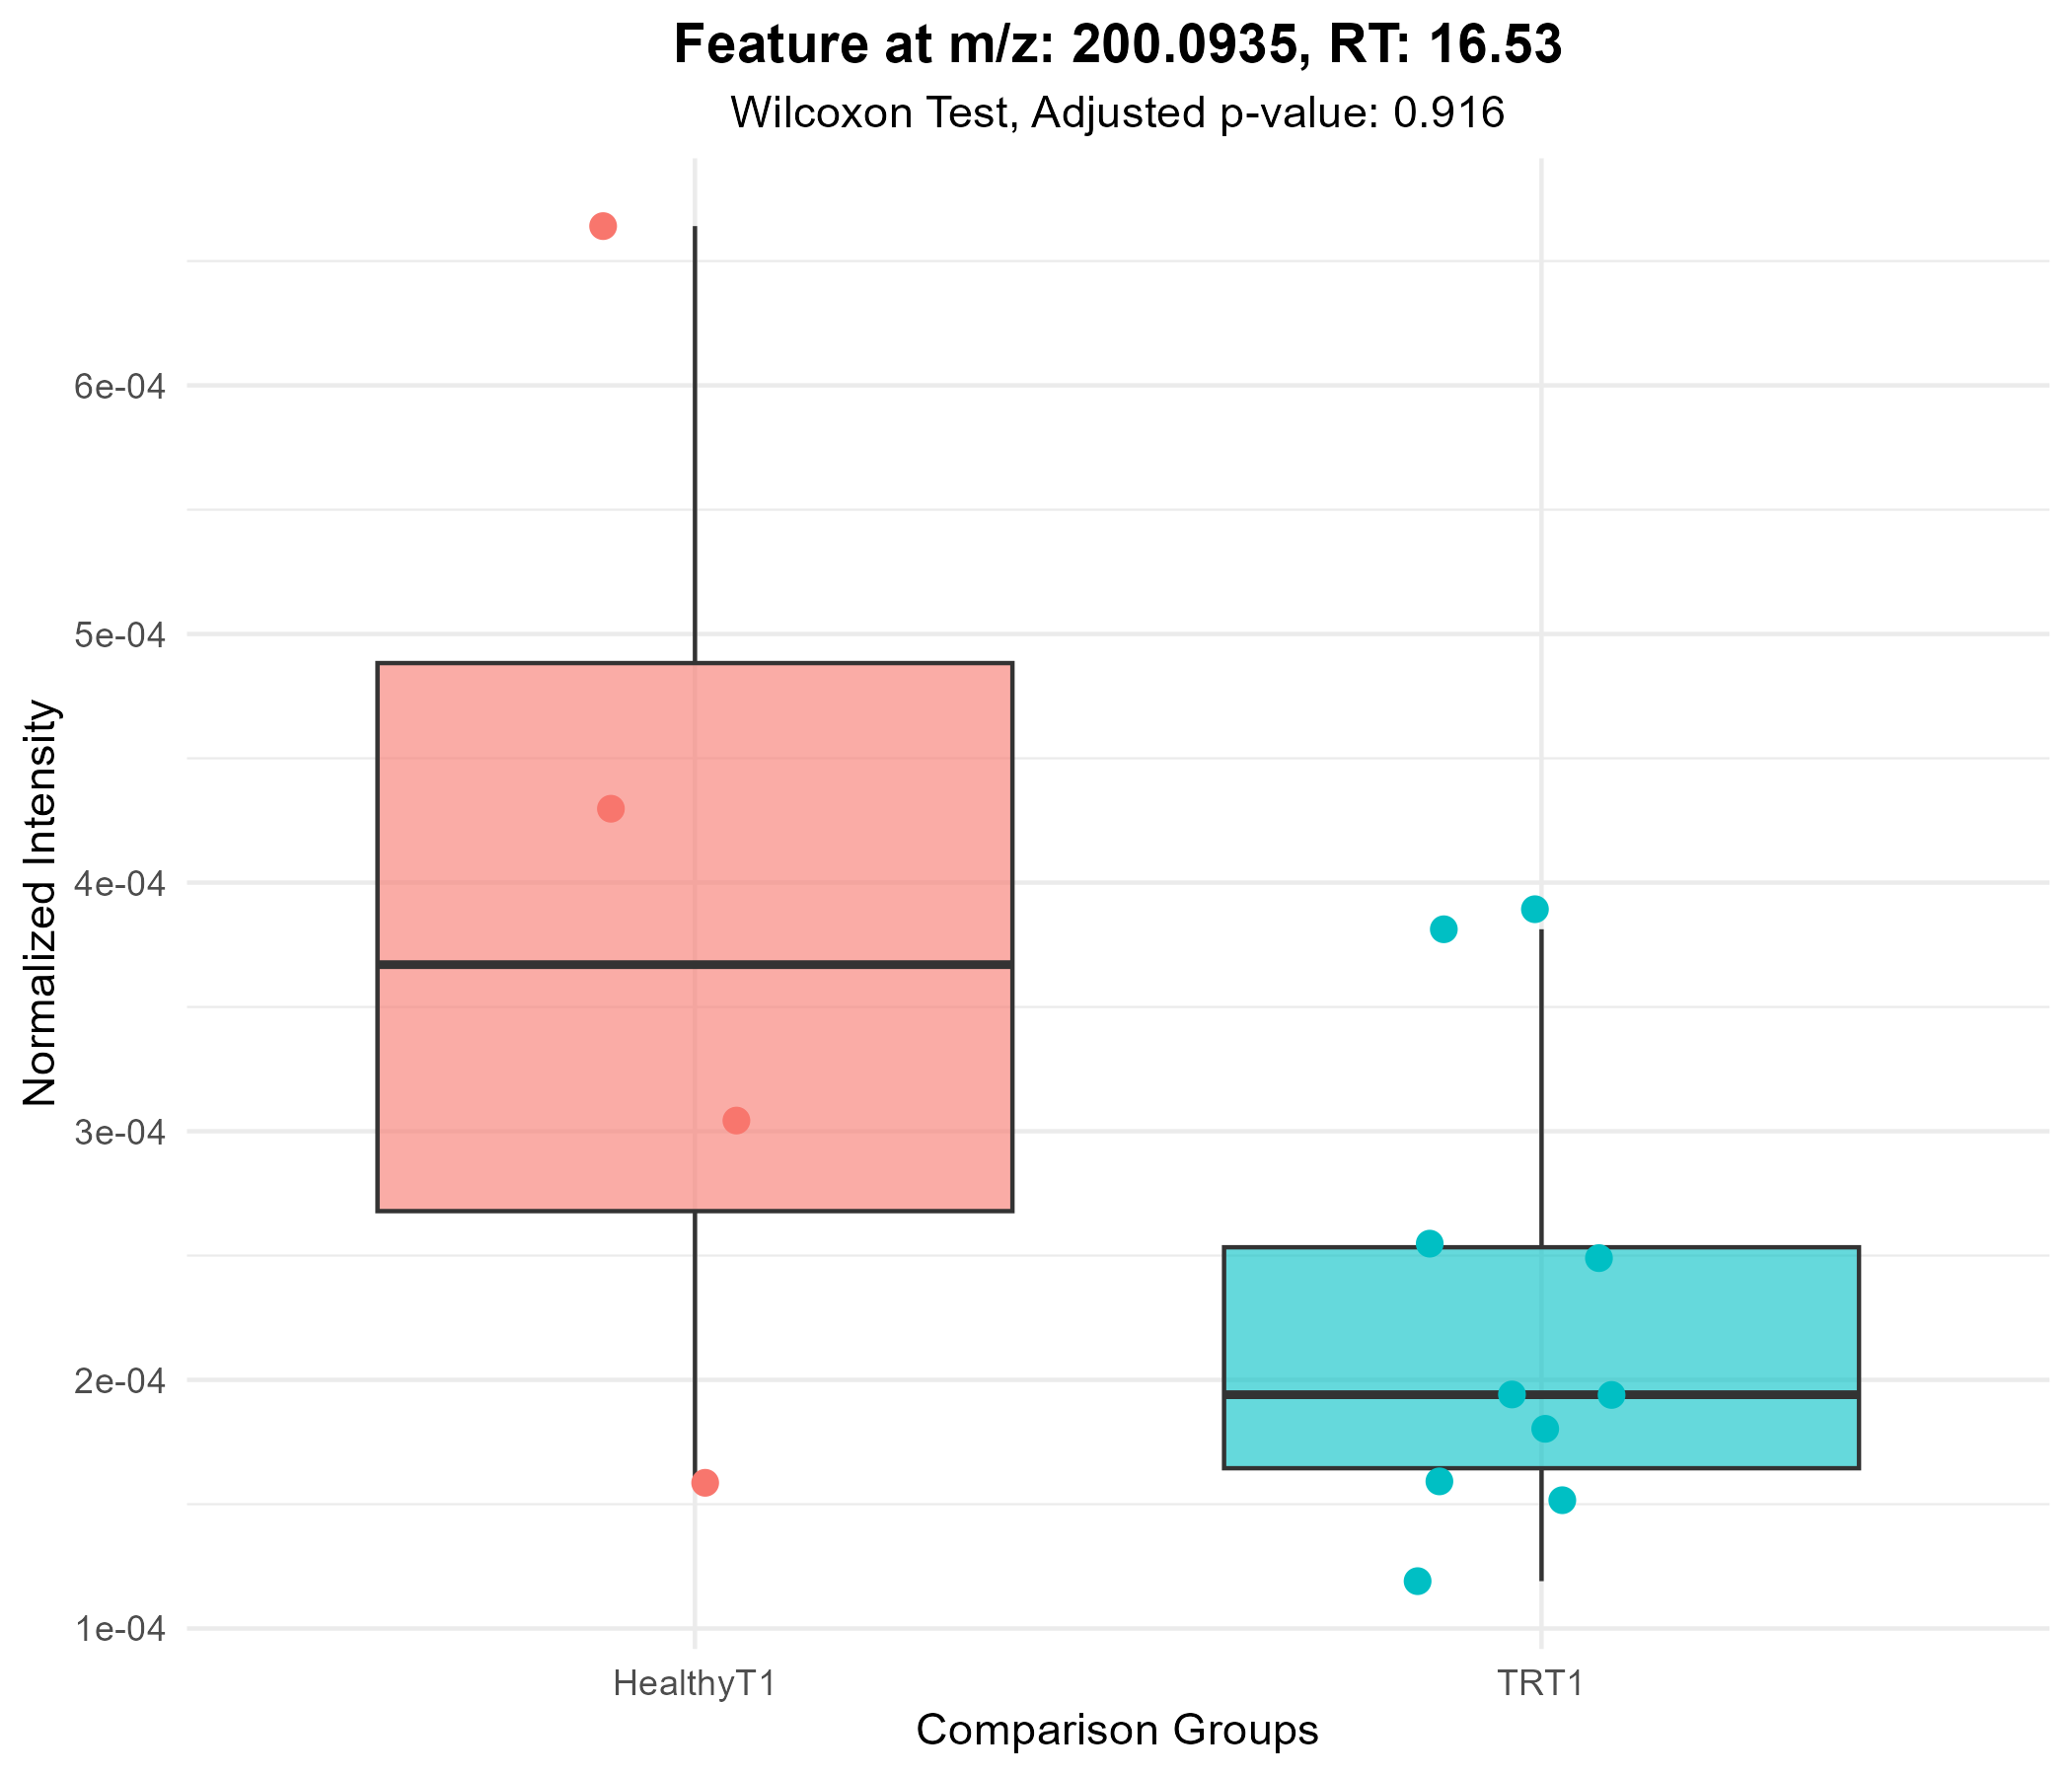 Feature at m/z: 200.0935, RT: 16.53
Wilcoxon Test, Adjusted p-value: 0.916
Normalized Intensity
6e-04
5e-04
4e-04
3e-04
2e-04
1e-04
HealthyT1
TRT1
Comparison Groups